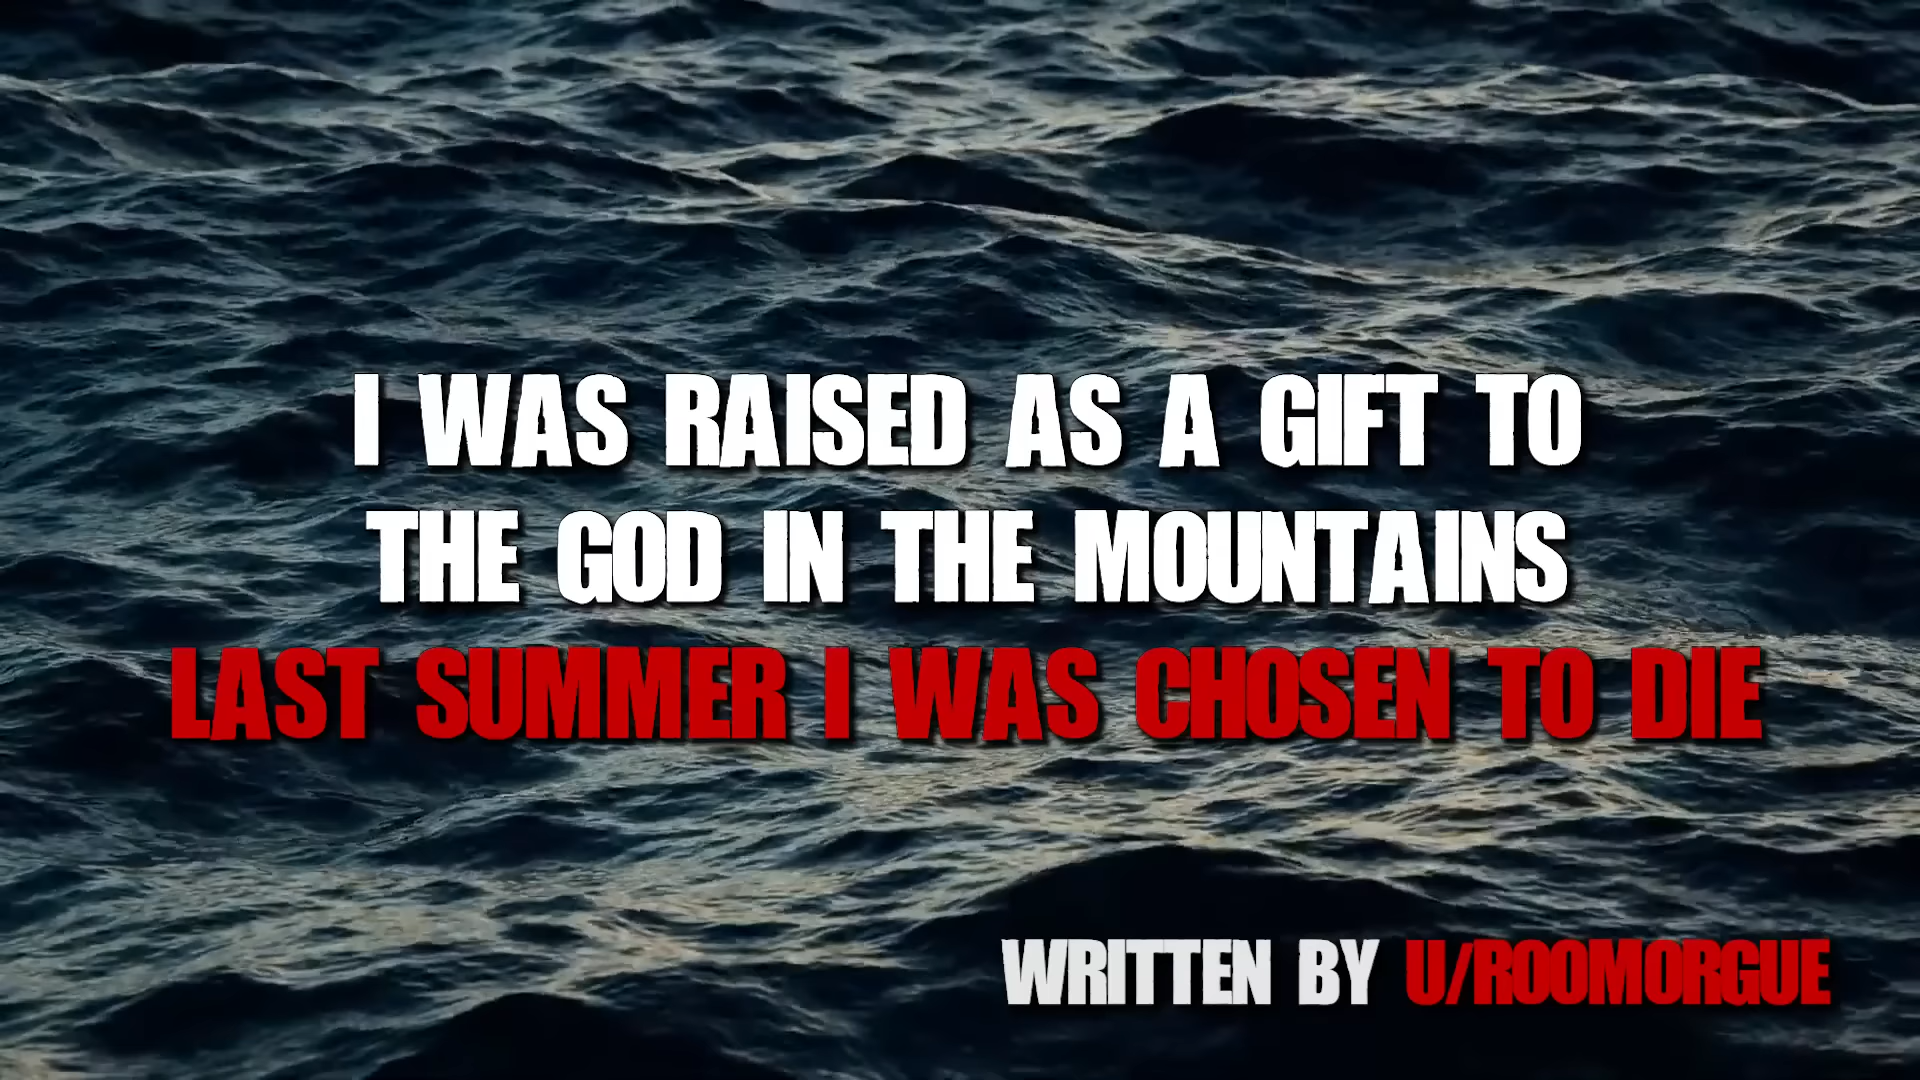 I WAS RAISED AS A GIFT TO
THE GOD IN THE MOUNTAINS
LAST SUMMER I WAS CHOSEN TO DIE
WRITTEN BY U/ROOMORGUE